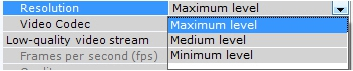 Resolution Maximum level
Video Codec Maximum level
Low-quality video stream Medium level
Frames per second (fps) Minimum level